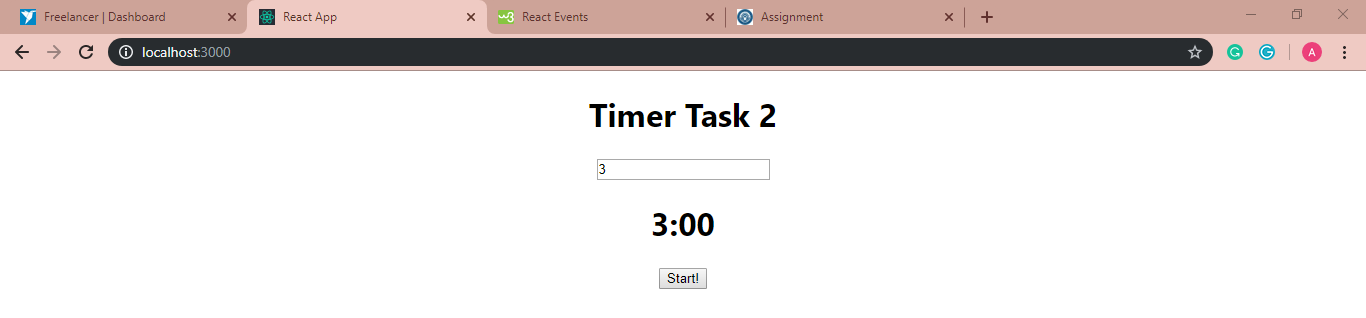 Freelancer | Dashboard
React App
React Events
Assignment
localhost:3000
A
Timer Task 2
3
3:00
Start!